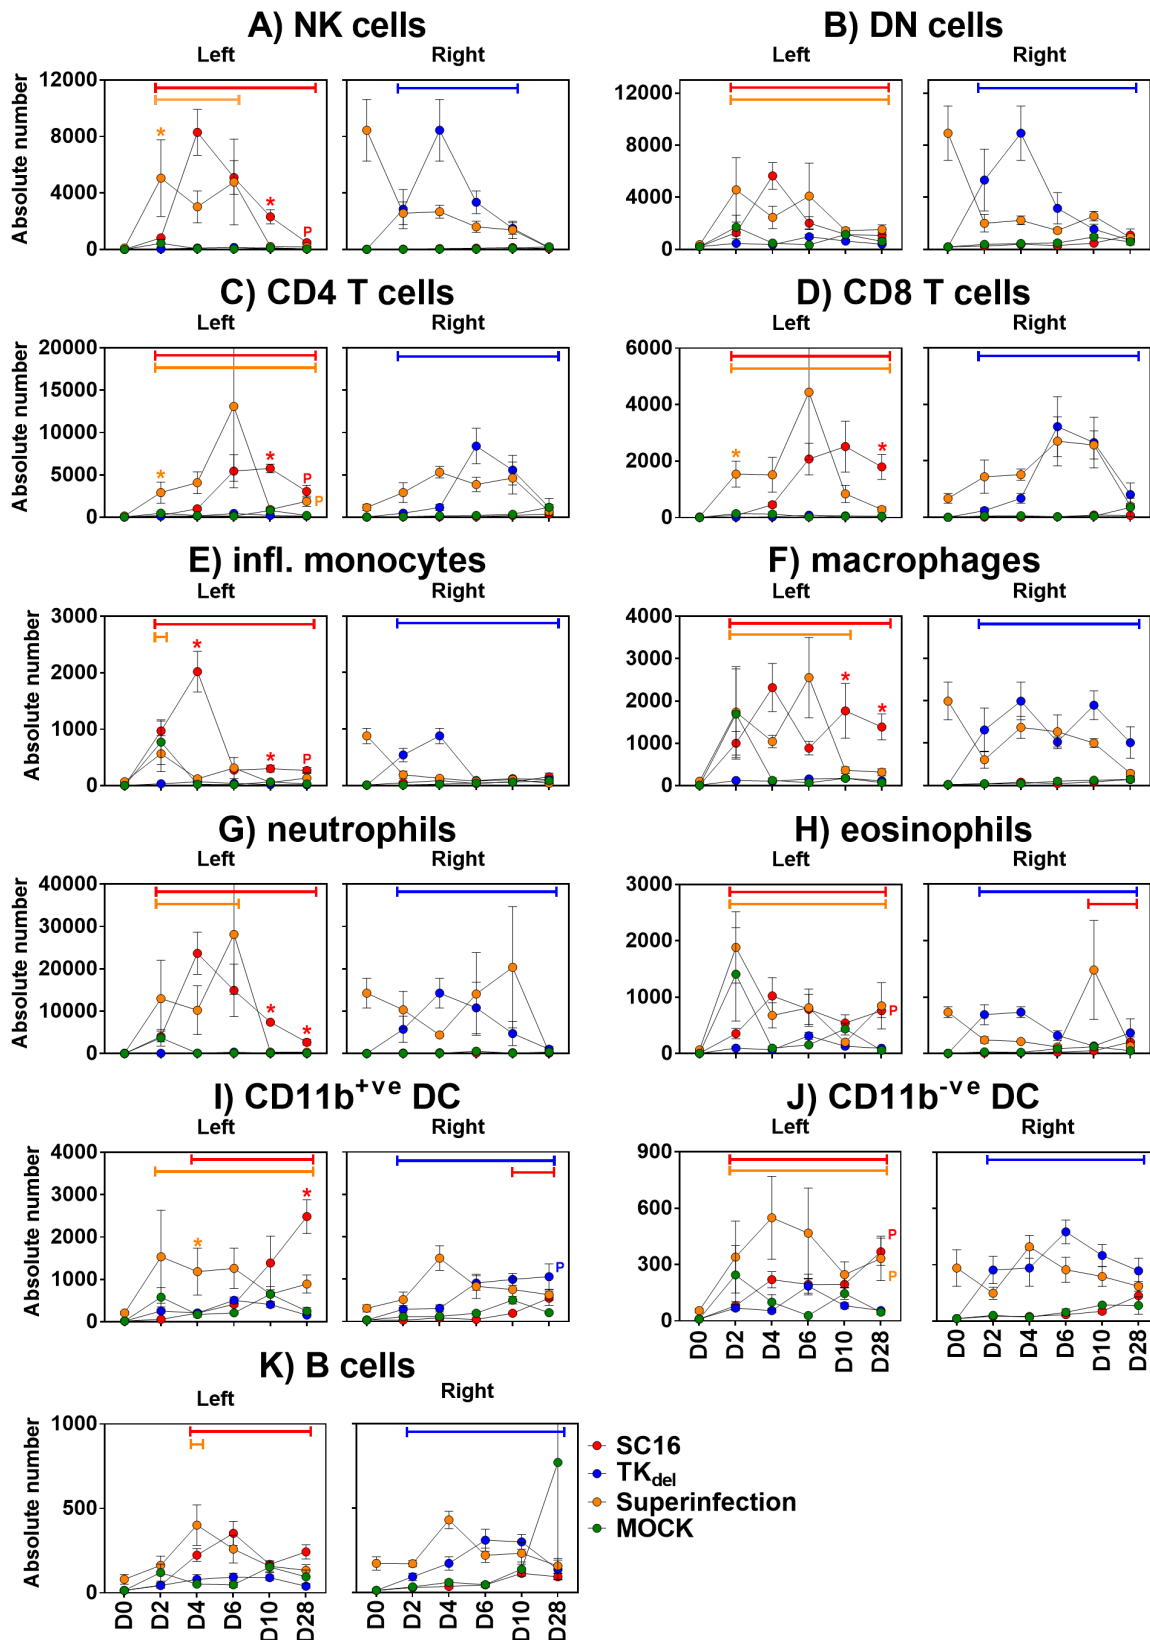 A) NK cells
B) DN cells
Left
Right
Left
Right
Absolute number
12000
8000
4000
0
*
*
P
12000
8000
4000
0
C) CD4 T cells
D) CD8 T cells
Left
Right
Left
Right
Absolute number
20000
15000
10000
5000
0
*
*
P
P
6000
4000
2000
0
*
*
E) infl. monocytes
F) macrophages
Left
Right
Left
Right
Absolute number
3000
2000
1000
0
*
*
P
4000
3000
2000
1000
0
*
*
G) neutrophils
H) eosinophils
Left
Right
Left
Right
Absolute number
40000
30000
20000
10000
0
*
*
3000
2000
1000
0
P
I) CD11b+ve DC
J) CD11b-ve DC
Left
Right
Left
Right
Absolute number
4000
3000
2000
1000
0
*
*
P
900
600
300
0
P
P
D0 D2 D4 D6 D10 D28
D0 D2 D4 D6 D10 D28
K) B cells
Left
Right
Absolute number
1000
500
0
D0 D2 D4 D6 D10 D28
D0 D2 D4 D6 D10 D28
SC16
TKdel
Superinfection
MOCK